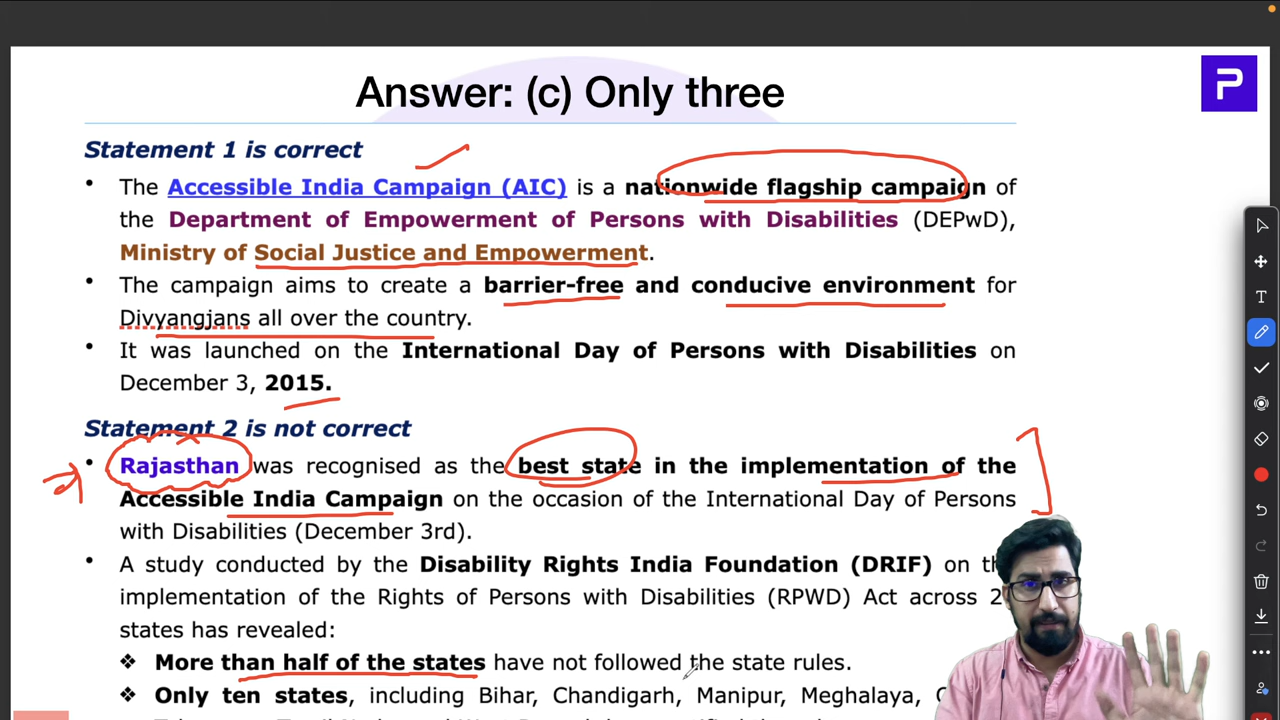 Answer: (c) Only three
P
Statement 1 is correct
• The Accessible India Campaign (AIC) is a nationwide flagship campaign of
the Department of Empowerment of Persons with Disabilities (DEPwD),
Ministry of Social Justice and Empowerment.
• The campaign aims to create a barrier-free and conducive environment for
Divyangjans all over the country.
• It was launched on the International Day of Persons with Disabilities on
December 3, 2015.
Statement 2 is not correct
• Rajasthan was recognised as the best state in the implementation of the
Accessible India Campaign on the occasion of the International Day of Persons
with Disabilities (December 3rd).
• A study conducted by the Disability Rights India Foundation (DRIF) on
implementation of the Rights of Persons with Disabilities (RPWD) Act across
states has revealed:
❖ More than half of the states have not followed the state rules.
❖ Only ten states, including Bihar, Chandigarh, Manipur, Meghalaya,
T